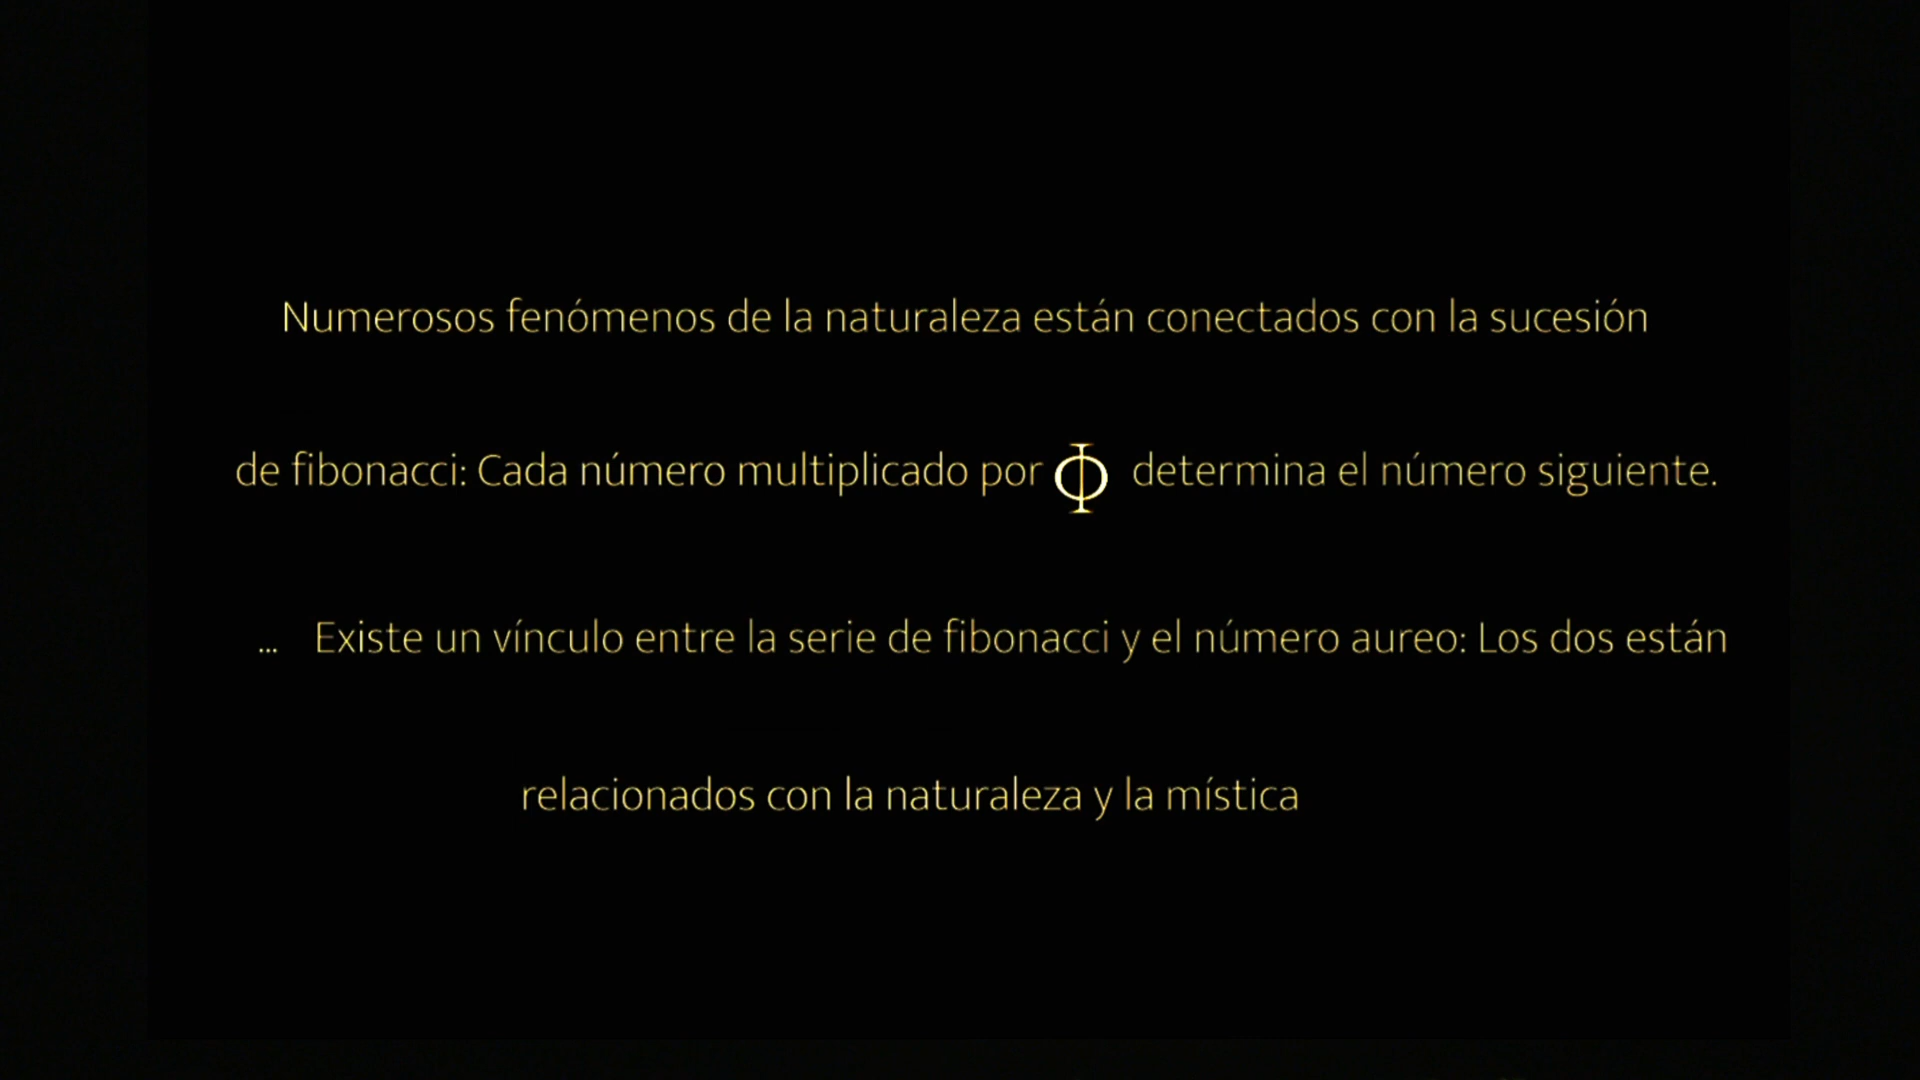 Numerosos fenómenos de la naturaleza están conectados con la sucesión
de fibonacci: Cada número multiplicado por Φ determina el número siguiente.
... Existe un vínculo entre la serie de fibonacci y el número aureo: Los dos están
relacionados con la naturaleza y la mística